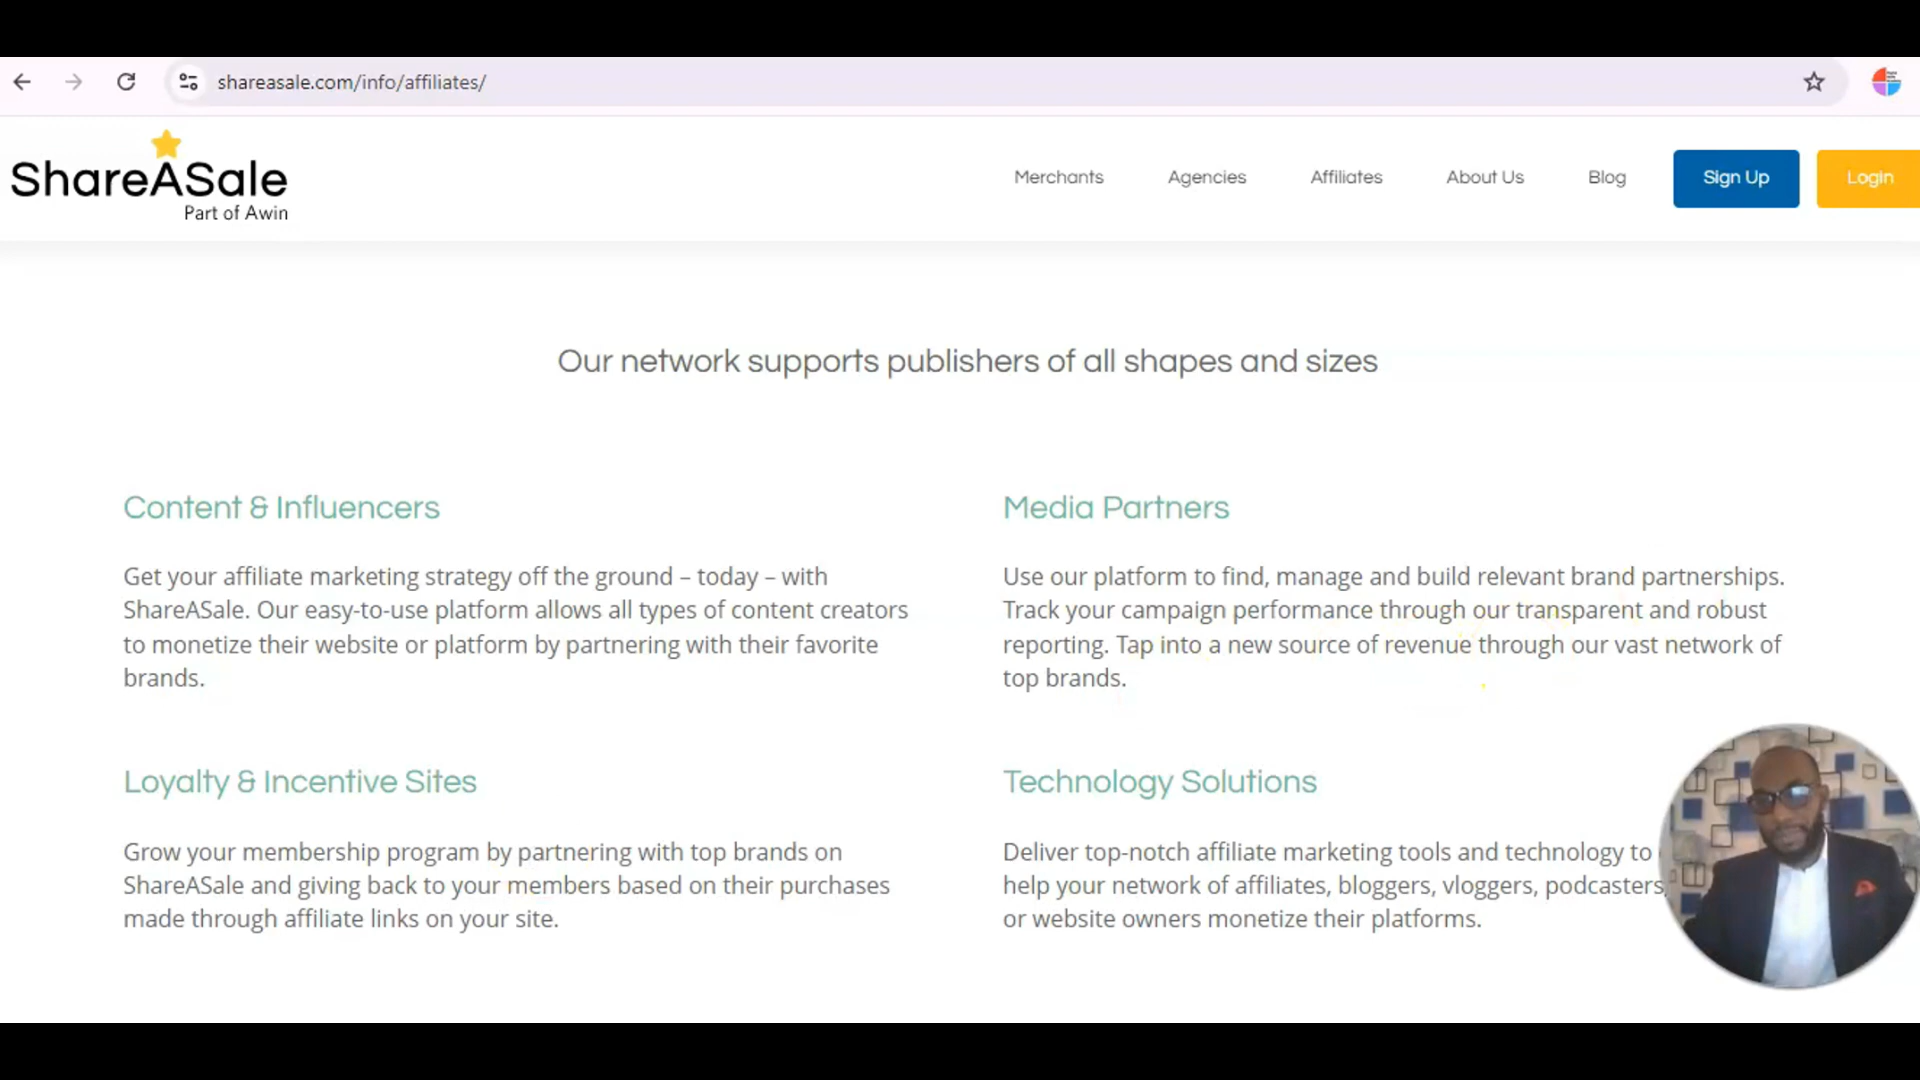 shareasale.com/info/affiliates/
ShareASale
Part of Awin
Merchants
Agencies
Affiliates
About Us
Blog
Sign Up
Login
Our network supports publishers of all shapes and sizes
Content & Influencers
Get your affiliate marketing strategy off the ground – today – with
ShareASale. Our easy-to-use platform allows all types of content creators
to monetize their website or platform by partnering with their favorite
brands.
Media Partners
Use our platform to find, manage and build relevant brand partnerships.
Track your campaign performance through our transparent and robust
reporting. Tap into a new source of revenue through our vast network of
top brands.
Loyalty & Incentive Sites
Grow your membership program by partnering with top brands on
ShareASale and giving back to your members based on their purchases
made through affiliate links on your site.
Technology Solutions
Deliver top-notch affiliate marketing tools and technology to
help your network of affiliates, bloggers, vloggers, podcasters,
or website owners monetize their platforms.